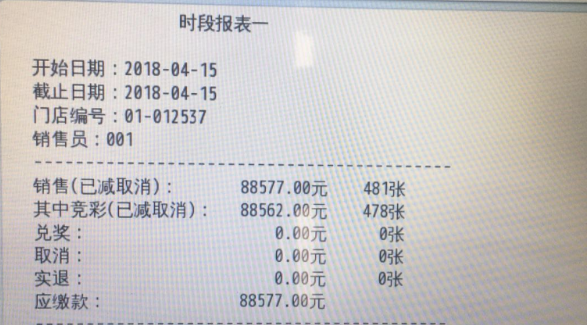 时段报表一
开始日期：2018-04-15
截止日期：2018-04-15
门店编号：01-012537
销售员：001
----------------------------------------
销售(已减取消)： 88577.00元 481张
其中竞彩(已减取消)： 88562.00元 478张
兑奖： 0.00元 0张
取消： 0.00元 0张
实退： 0.00元 0张
应缴款： 88577.00元
----------------------------------------